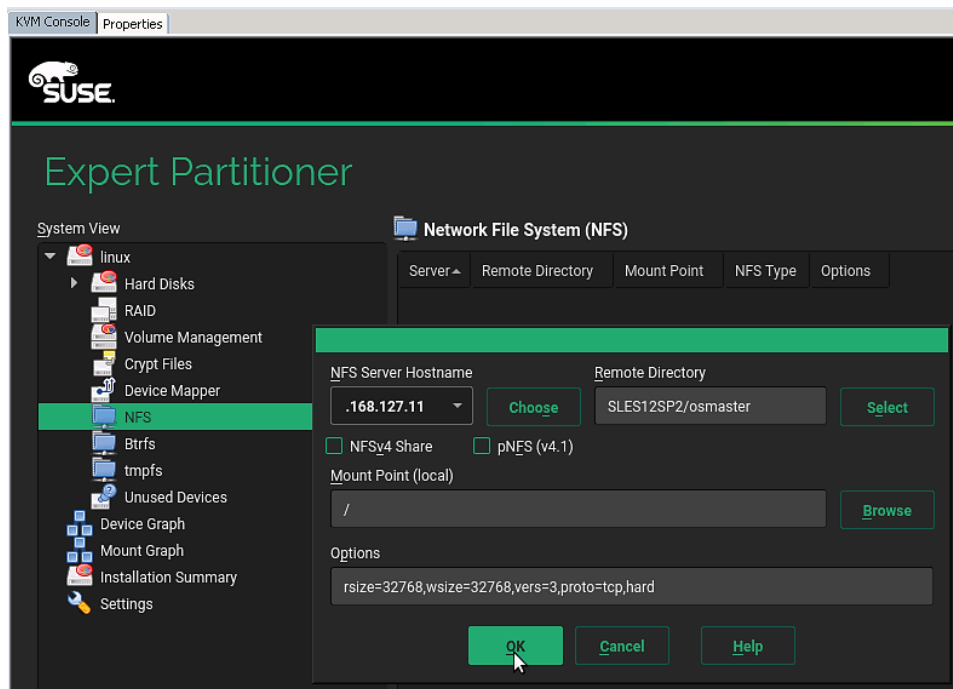 KVM Console Properties
SUSE.
Expert Partitioner
System View
Network File System (NFS)
linux
Server Remote Directory Mount Point NFS Type Options
Hard Disks
RAID
Volume Management
Crypt Files
Device Mapper
NFS
Btrfs
tmpfs
Unused Devices
Device Graph
Mount Graph
Installation Summary
Settings
NFS Server Hostname Remote Directory
.168.127.11 Choose SLES12SP2/osmaster Select
NFSv4 Share pNFS (v4.1)
Mount Point (local)
/ Browse
Options
rsize=32768,wsize=32768,vers=3,proto=tcp,hard
OK Cancel Help